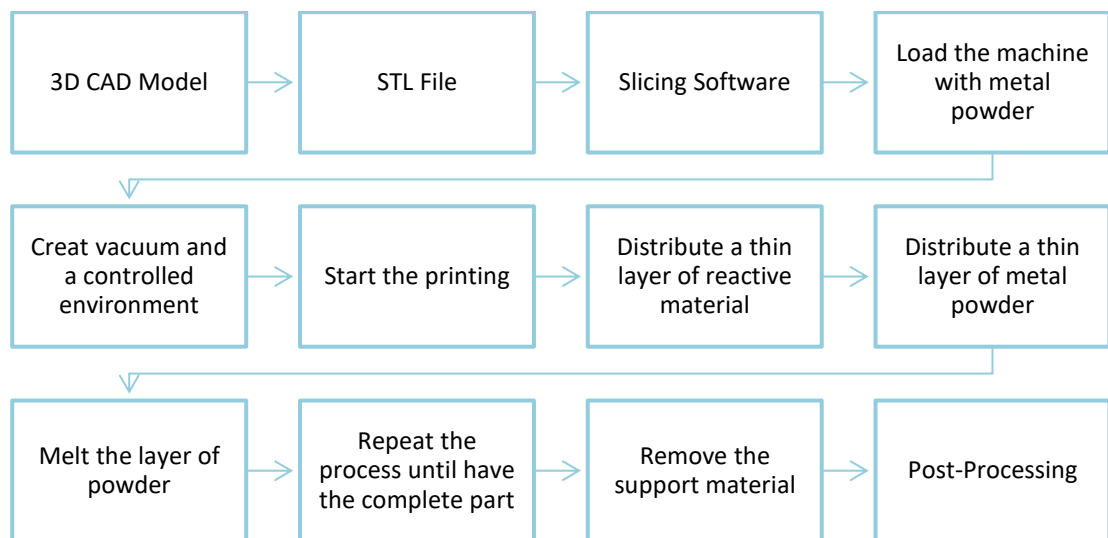 3D CAD Model
STL File
Slicing Software
Load the machine
with metal
powder
Creat vacuum and
a controlled
environment
Start the printing
Distribute a thin
layer of reactive
material
Distribute a thin
layer of metal
powder
Melt the layer of
powder
Repeat the
process until have
the complete part
Remove the
support material
Post-Processing